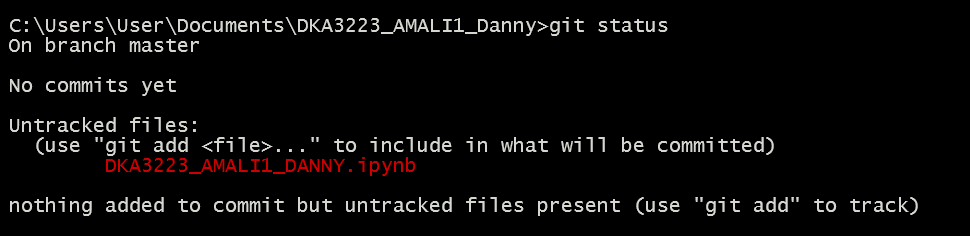 C:\Users\User\Documents\DKA3223_AMALI1_Danny>git status
On branch master
No commits yet
Untracked files:
(use "git add <file>..." to include in what will be committed)
DKA3223_AMALI1_DANNY.ipynb
nothing added to commit but untracked files present (use "git add" to track)